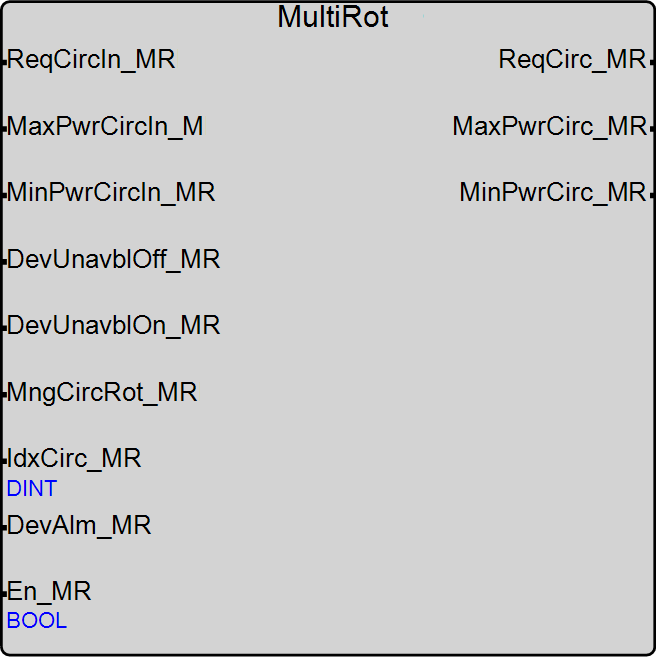 MultiRot
ReqCircIn_MR ReqCirc_MR
MaxPwrCircIn_M MaxPwrCirc_MR
MinPwrCircIn_MR MinPwrCirc_MR
DevUnavblOff_MR
DevUnavblOn_MR
MngCircRot_MR
IdxCirc_MR
DINT
DevAlm_MR
En_MR
BOOL